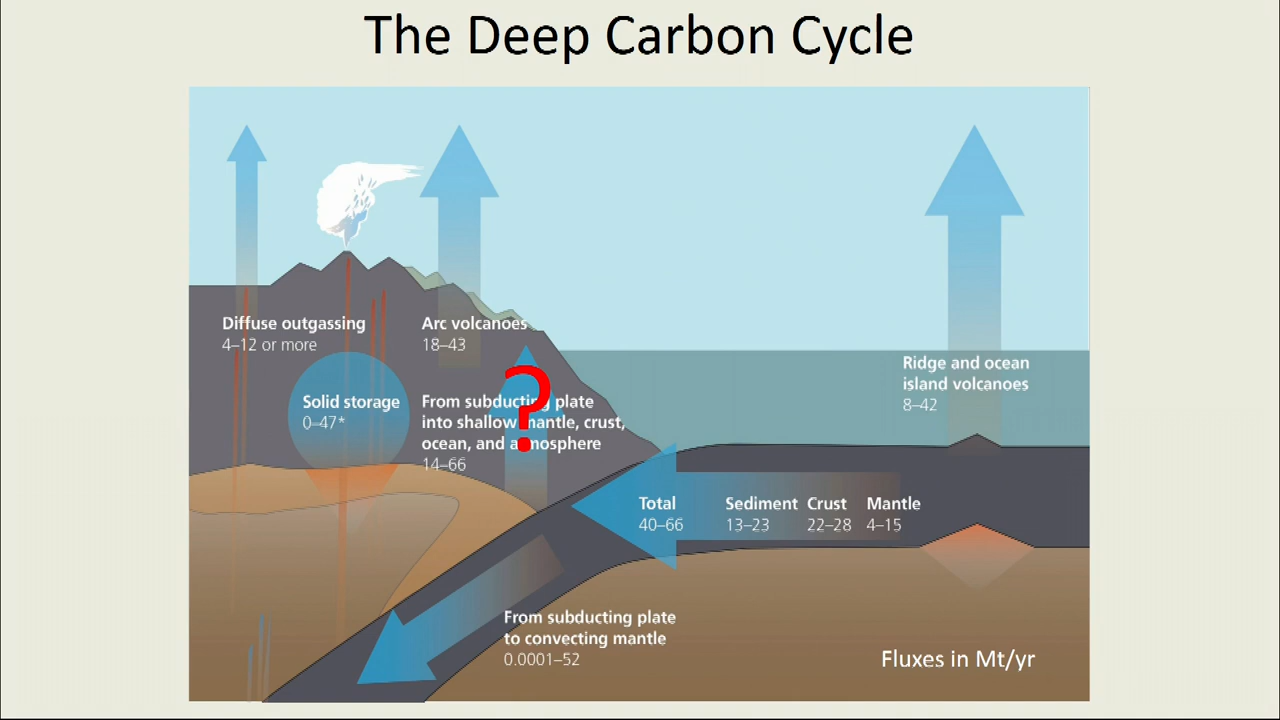 The Deep Carbon Cycle
Diffuse outgassing
4–12 or more
Arc volcanoes
18–43
Ridge and ocean
island volcanoes
8–42
Solid storage
0–47*
From subducting plate
into shallow mantle, crust,
ocean, and atmosphere
14–66
?
Total
40–66
Sediment
13–23
Crust
22–28
Mantle
4–15
From subducting plate
to convecting mantle
0.0001–52
Fluxes in Mt/yr